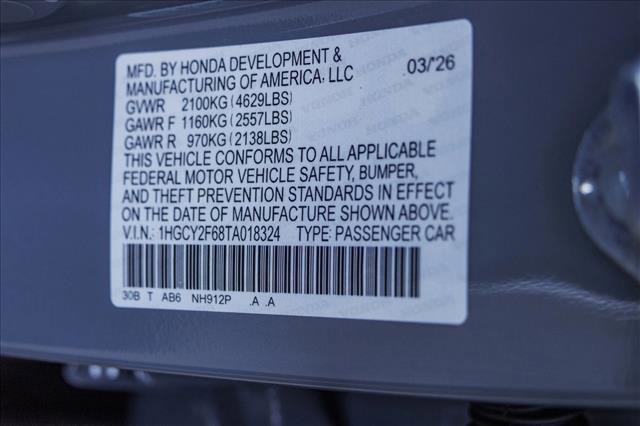 MFD. BY HONDA DEVELOPMENT &
MANUFACTURING OF AMERICA, LLC 03/'26
GVWR 2100KG (4629LBS)
GAWR F 1160KG (2557LBS)
GAWR R 970KG (2138LBS)
THIS VEHICLE CONFORMS TO ALL APPLICABLE
FEDERAL MOTOR VEHICLE SAFETY, BUMPER,
AND THEFT PREVENTION STANDARDS IN EFFECT
ON THE DATE OF MANUFACTURE SHOWN ABOVE.
V.I.N.: 1HGCY2F68TA018324 TYPE: PASSENGER CAR
30B T AB6 NH912P .A .A